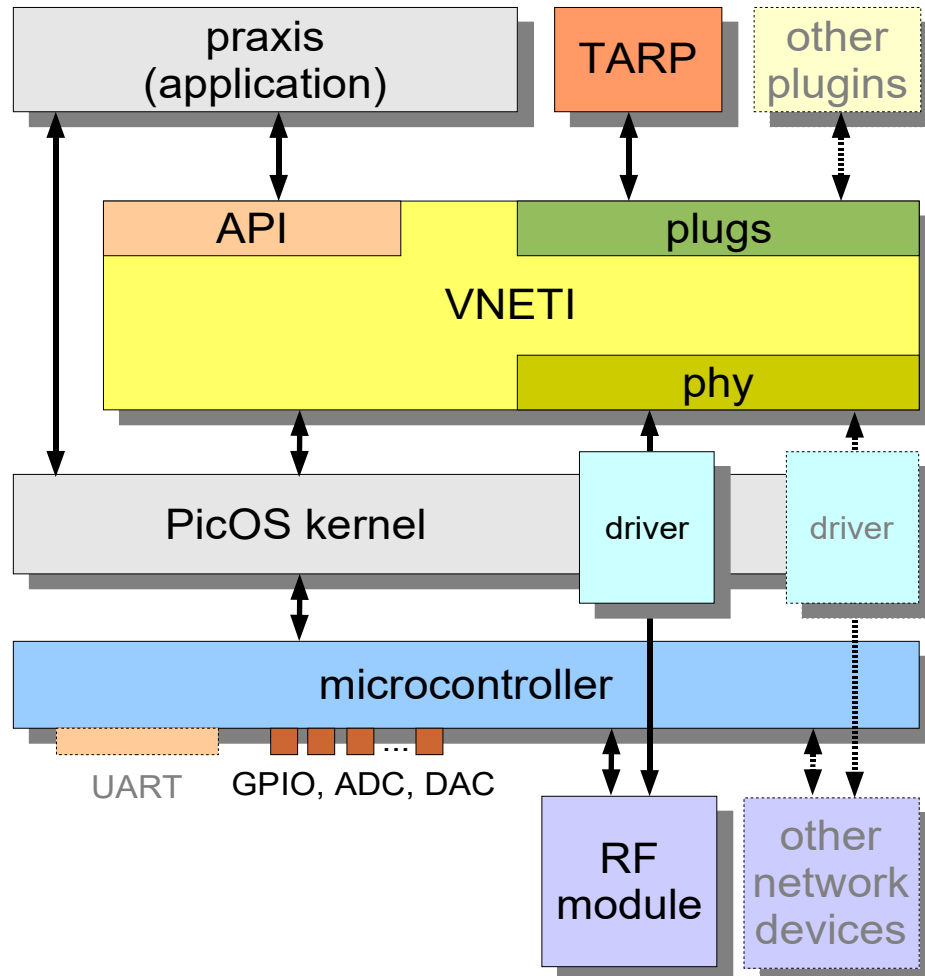 praxis
(application)
TARP
other
plugins
API
plugs
VNETI
phy
PicOS kernel
driver
driver
microcontroller
...
UART
GPIO, ADC, DAC
RF
module
other
network
devices